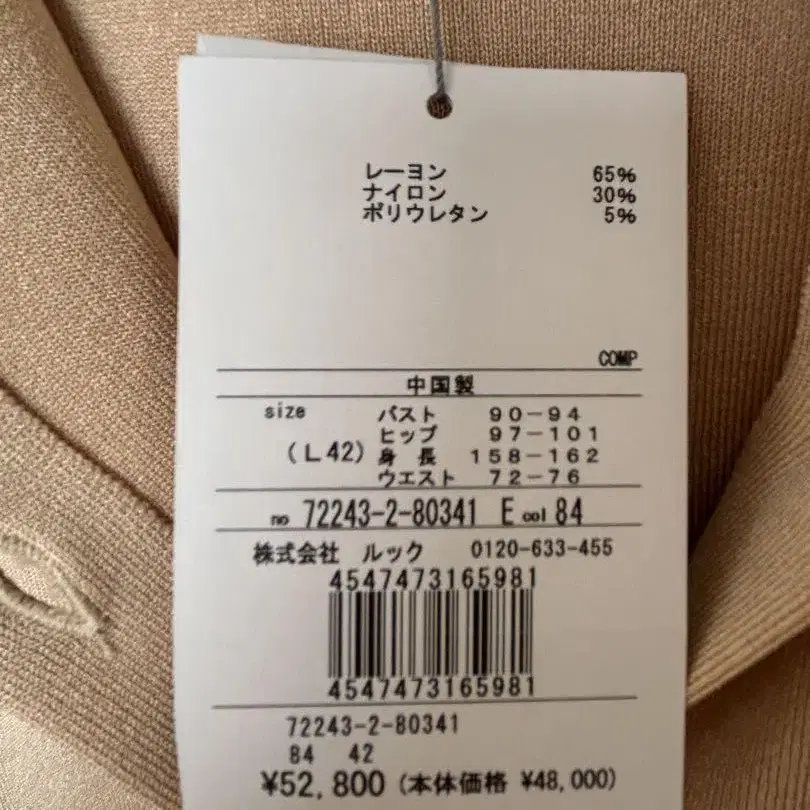 レーヨン 65%
ナイロン 30%
ポリウレタン 5%
COMP
中国製
size バスト 90-94
ヒップ 97-101
(L42) 身 長 158-162
ウエスト 72-76
no 72243-2-80341 E col 84
株式会社 ルック 0120-633-455
4547473165981
4547473165981
72243-2-80341
84 42
¥52,800 (本体価格 ¥48,000)